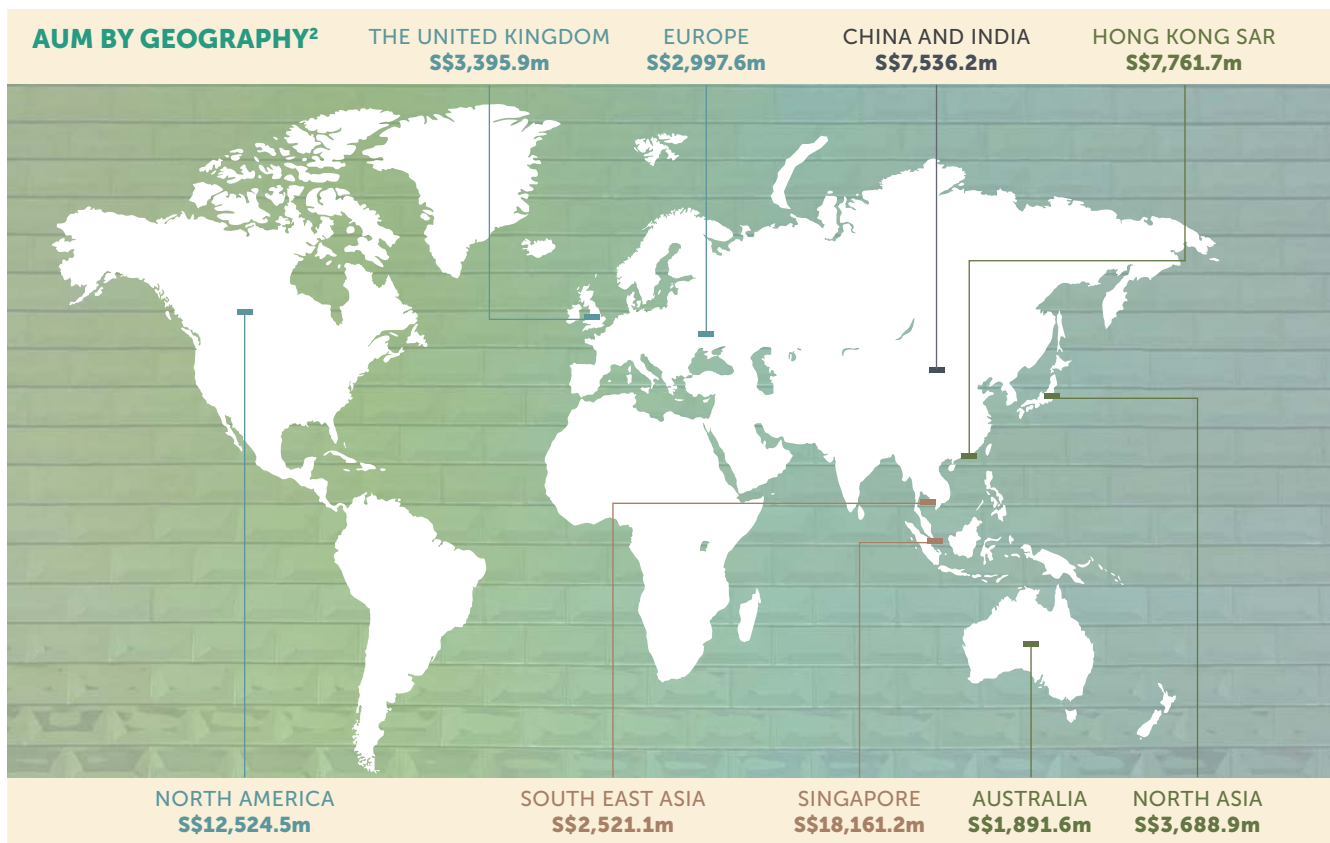 AUM BY GEOGRAPHY²
THE UNITED KINGDOM
S$3,395.9m
EUROPE
S$2,997.6m
CHINA AND INDIA
S$7,536.2m
HONG KONG SAR
S$7,761.7m
NORTH AMERICA
S$12,524.5m
SOUTH EAST ASIA
S$2,521.1m
SINGAPORE
S$18,161.2m
AUSTRALIA
S$1,891.6m
NORTH ASIA
S$3,688.9m